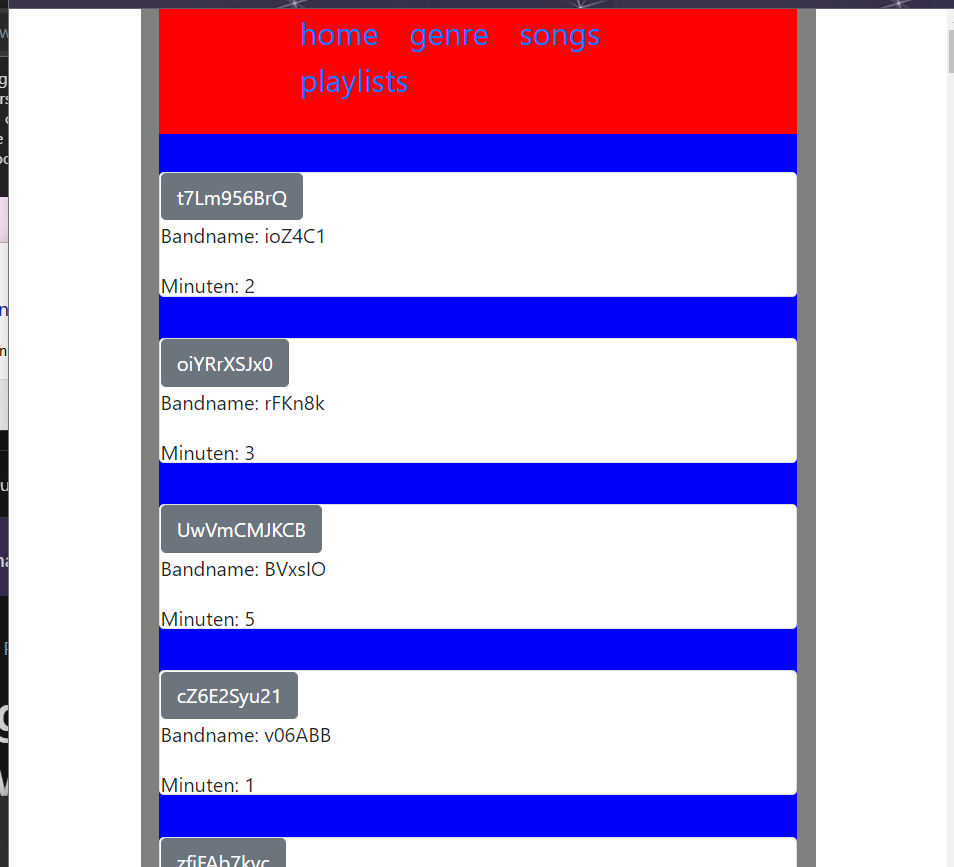 home genre songs
playlists
t7Lm956BrQ
Bandname: ioZ4C1
Minuten: 2
oiYRrXSJx0
Bandname: rFKn8k
Minuten: 3
UwVmCMJKCB
Bandname: BVxsIO
Minuten: 5
cZ6E2Syu21
Bandname: v06ABB
Minuten: 1